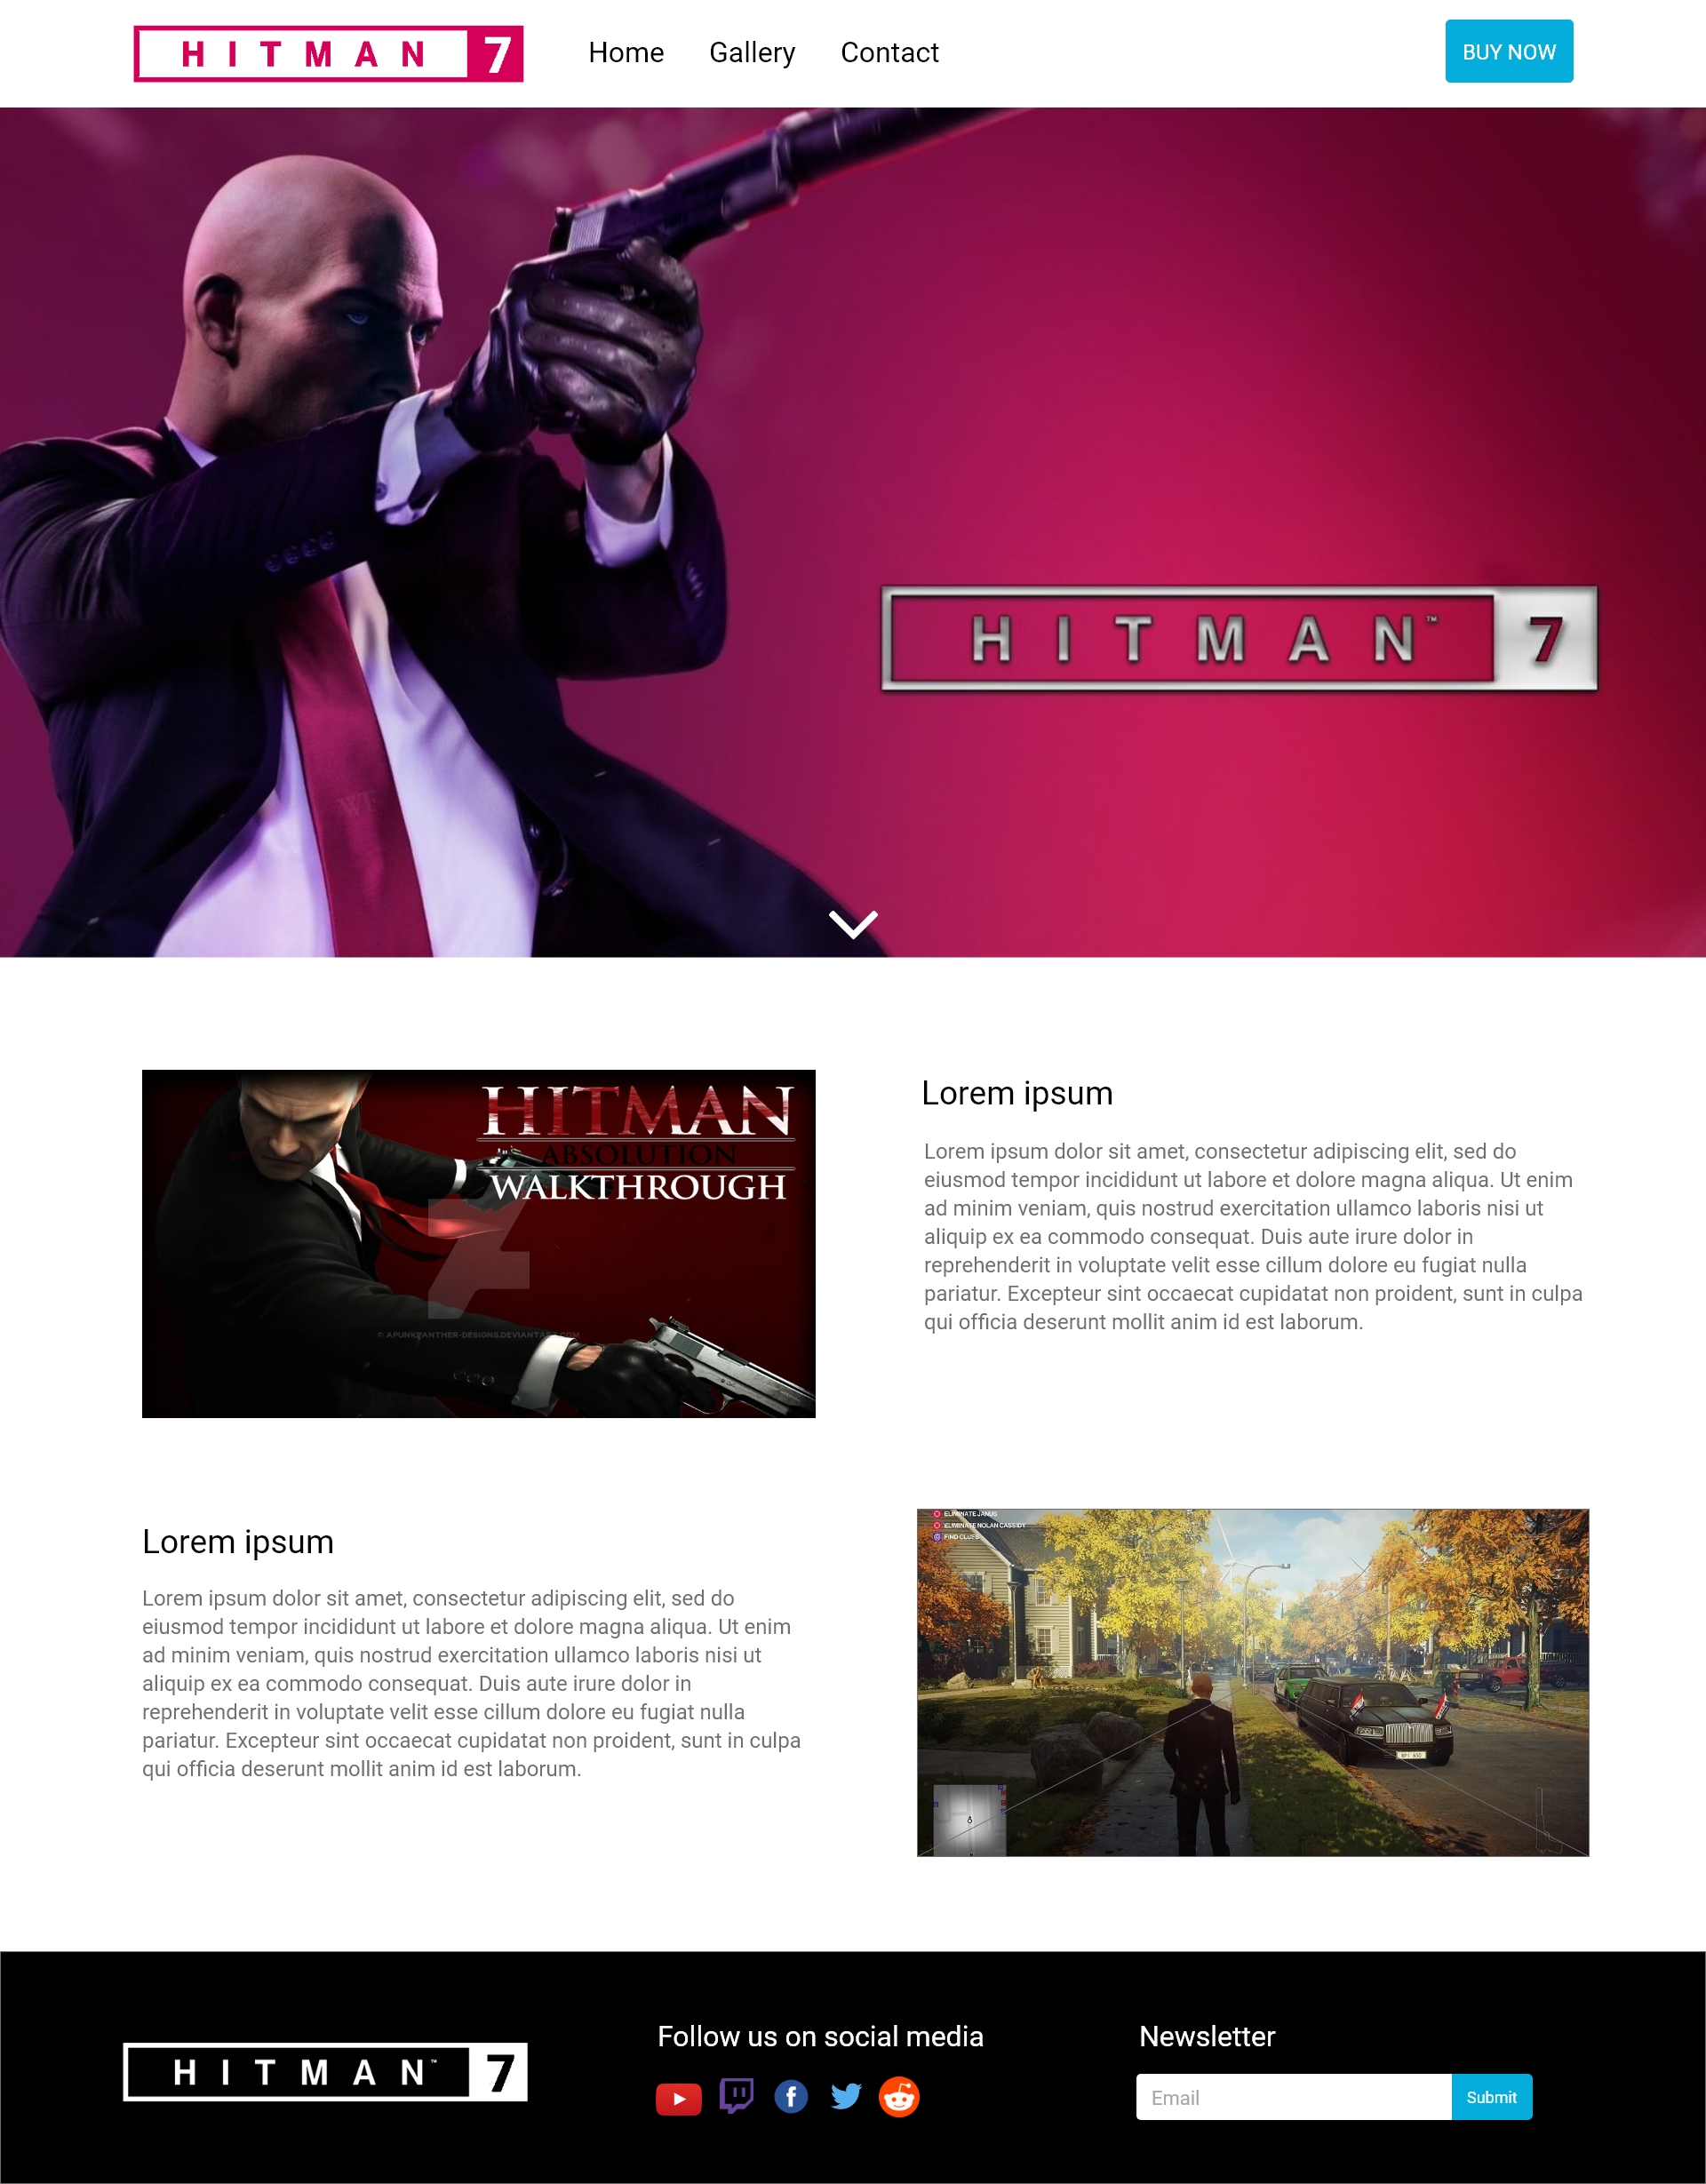 HITMAN 7
Home Gallery Contact
BUY NOW
HITMAN™ 7
HITMAN
ABSOLUTION
WALKTHROUGH
© APUNKPANTHER-DESIGNS.DEVIANTART.COM
Lorem ipsum
Lorem ipsum dolor sit amet, consectetur adipiscing elit, sed do
eiusmod tempor incididunt ut labore et dolore magna aliqua. Ut enim
ad minim veniam, quis nostrud exercitation ullamco laboris nisi ut
aliquip ex ea commodo consequat. Duis aute irure dolor in
reprehenderit in voluptate velit esse cillum dolore eu fugiat nulla
pariatur. Excepteur sint occaecat cupidatat non proident, sunt in culpa
qui officia deserunt mollit anim id est laborum.
Lorem ipsum
Lorem ipsum dolor sit amet, consectetur adipiscing elit, sed do
eiusmod tempor incididunt ut labore et dolore magna aliqua. Ut enim
ad minim veniam, quis nostrud exercitation ullamco laboris nisi ut
aliquip ex ea commodo consequat. Duis aute irure dolor in
reprehenderit in voluptate velit esse cillum dolore eu fugiat nulla
pariatur. Excepteur sint occaecat cupidatat non proident, sunt in culpa
qui officia deserunt mollit anim id est laborum.
ELIMINATE JANUS
ELIMINATE NOLAN CASSIDY
FIND CLUES
HITMAN™ 7
Follow us on social media
Newsletter
Email
Submit